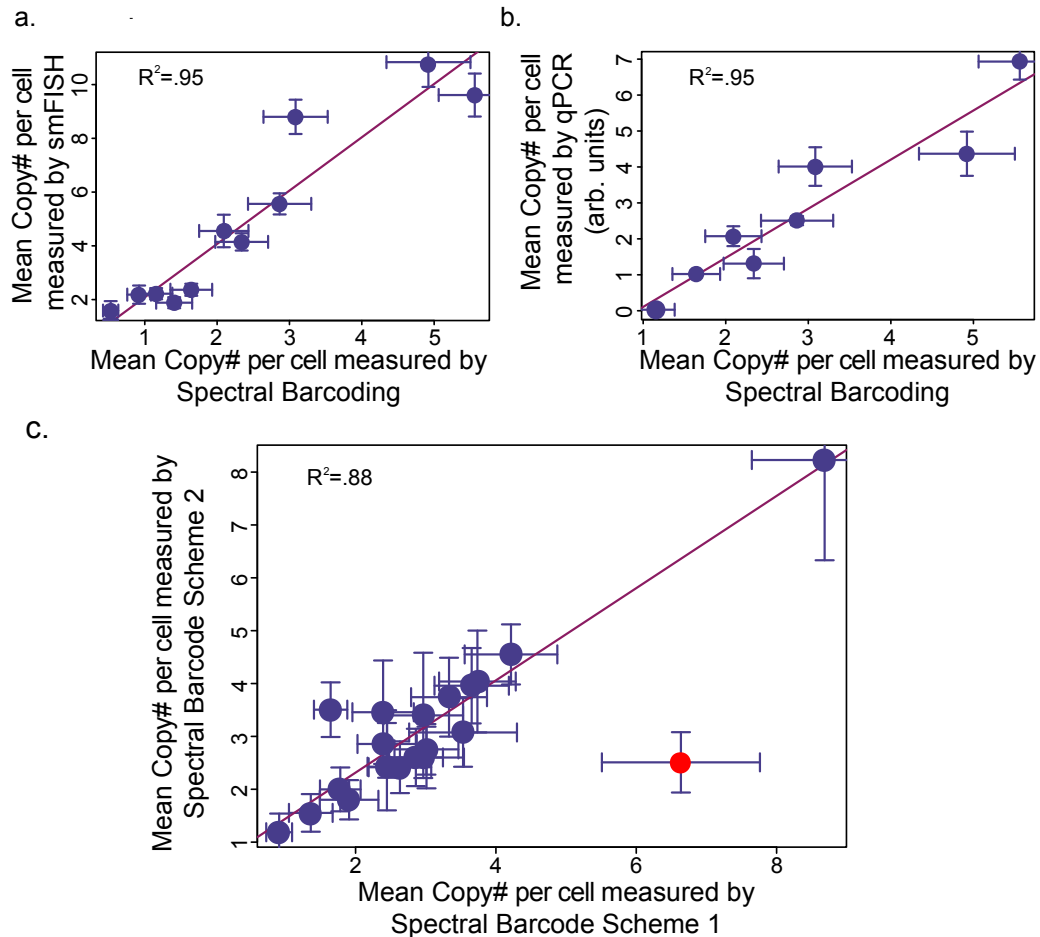 a.
R²=.95
Mean Copy# per cell
measured by smFISH
2
4
6
8
10
1
2
3
4
5
Mean Copy# per cell measured by
Spectral Barcoding
b.
R²=.95
Mean Copy# per cell
measured by qPCR
(arb. units)
0
1
2
3
4
5
6
7
1
2
3
4
5
Mean Copy# per cell measured by
Spectral Barcoding
c.
R²=.88
Mean Copy# per cell measured by
Spectral Barcode Scheme 2
1
2
3
4
5
6
7
8
2
4
6
8
Mean Copy# per cell measured by
Spectral Barcode Scheme 1